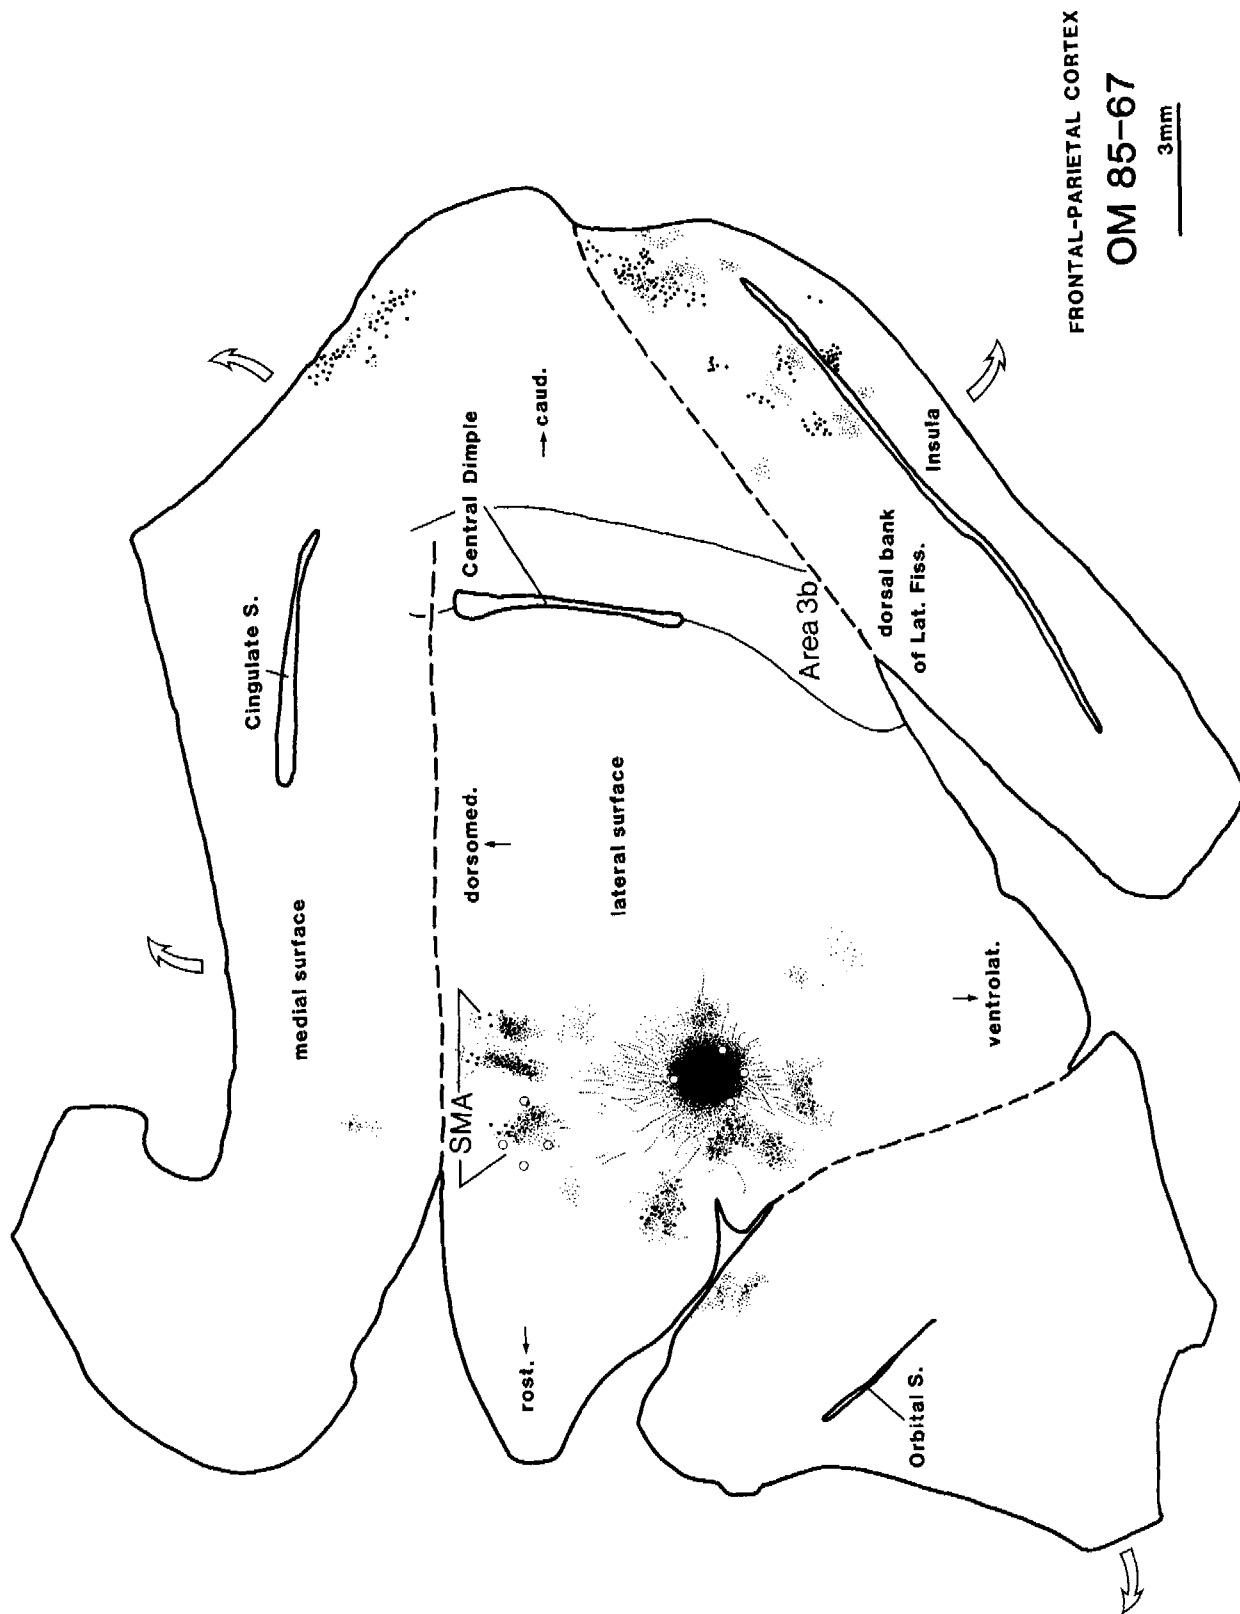 Cingulate S.
medial surface
Central Dimple
→ caud.
dorsomed.
lateral surface
SMA
rost. ←
Area 3b
dorsal bank
of Lat. Fiss.
Insula
ventrolat.
Orbital S.
FRONTAL-PARIETAL CORTEX
OM 85-67
3mm